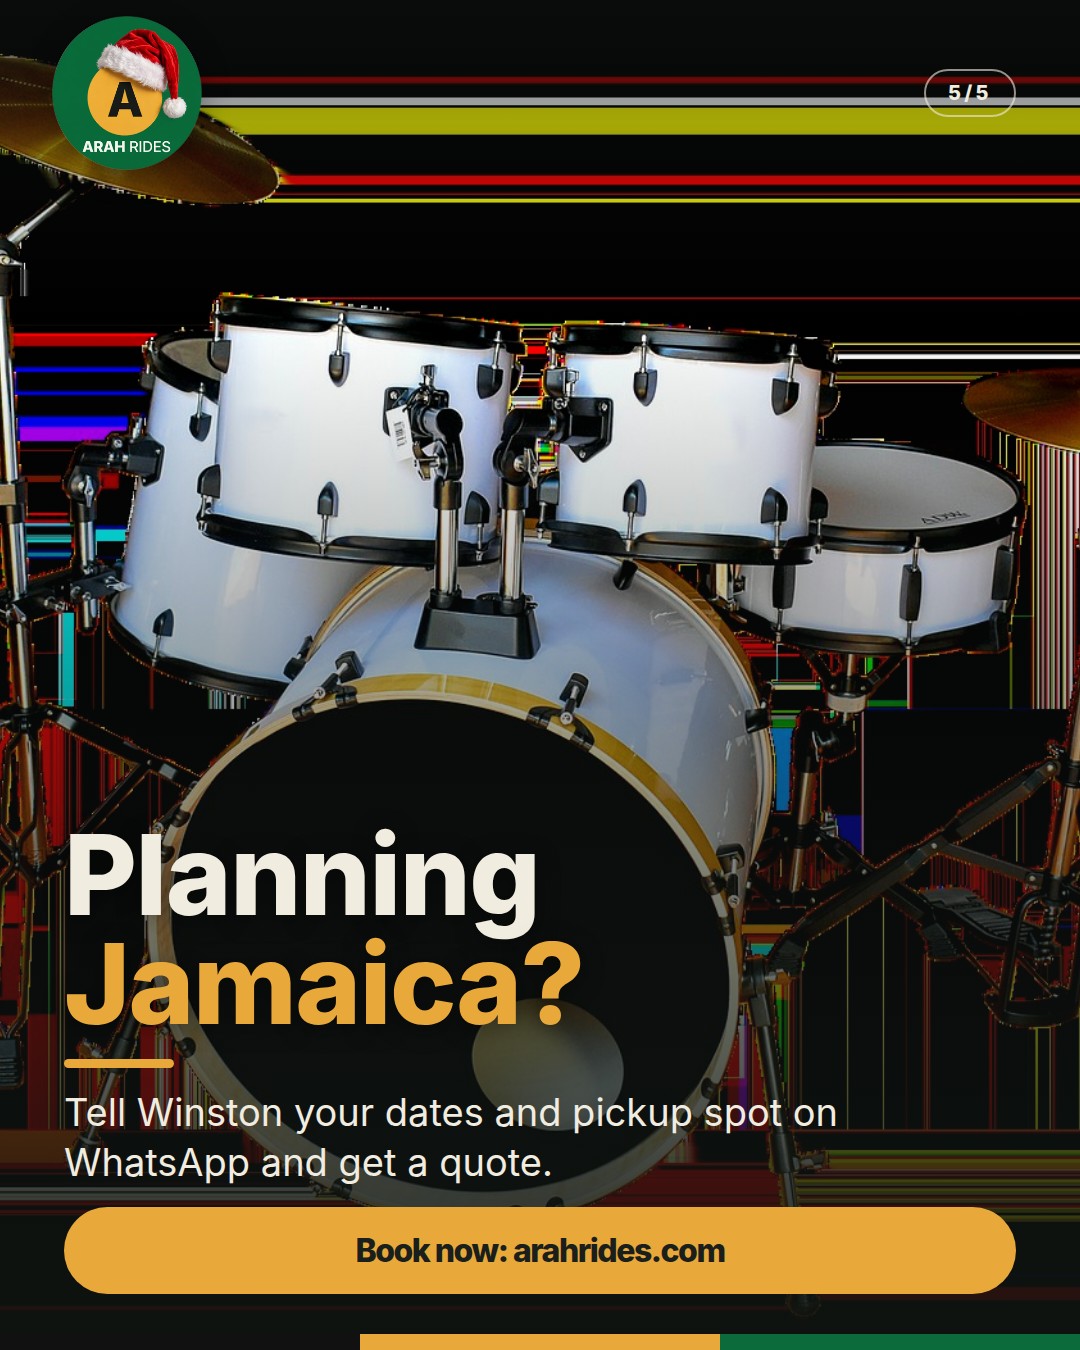 A
ARAH RIDES
5/5
Planning
Jamaica?
Tell Winston your dates and pickup spot on
WhatsApp and get a quote.
Book now: arahrides.com